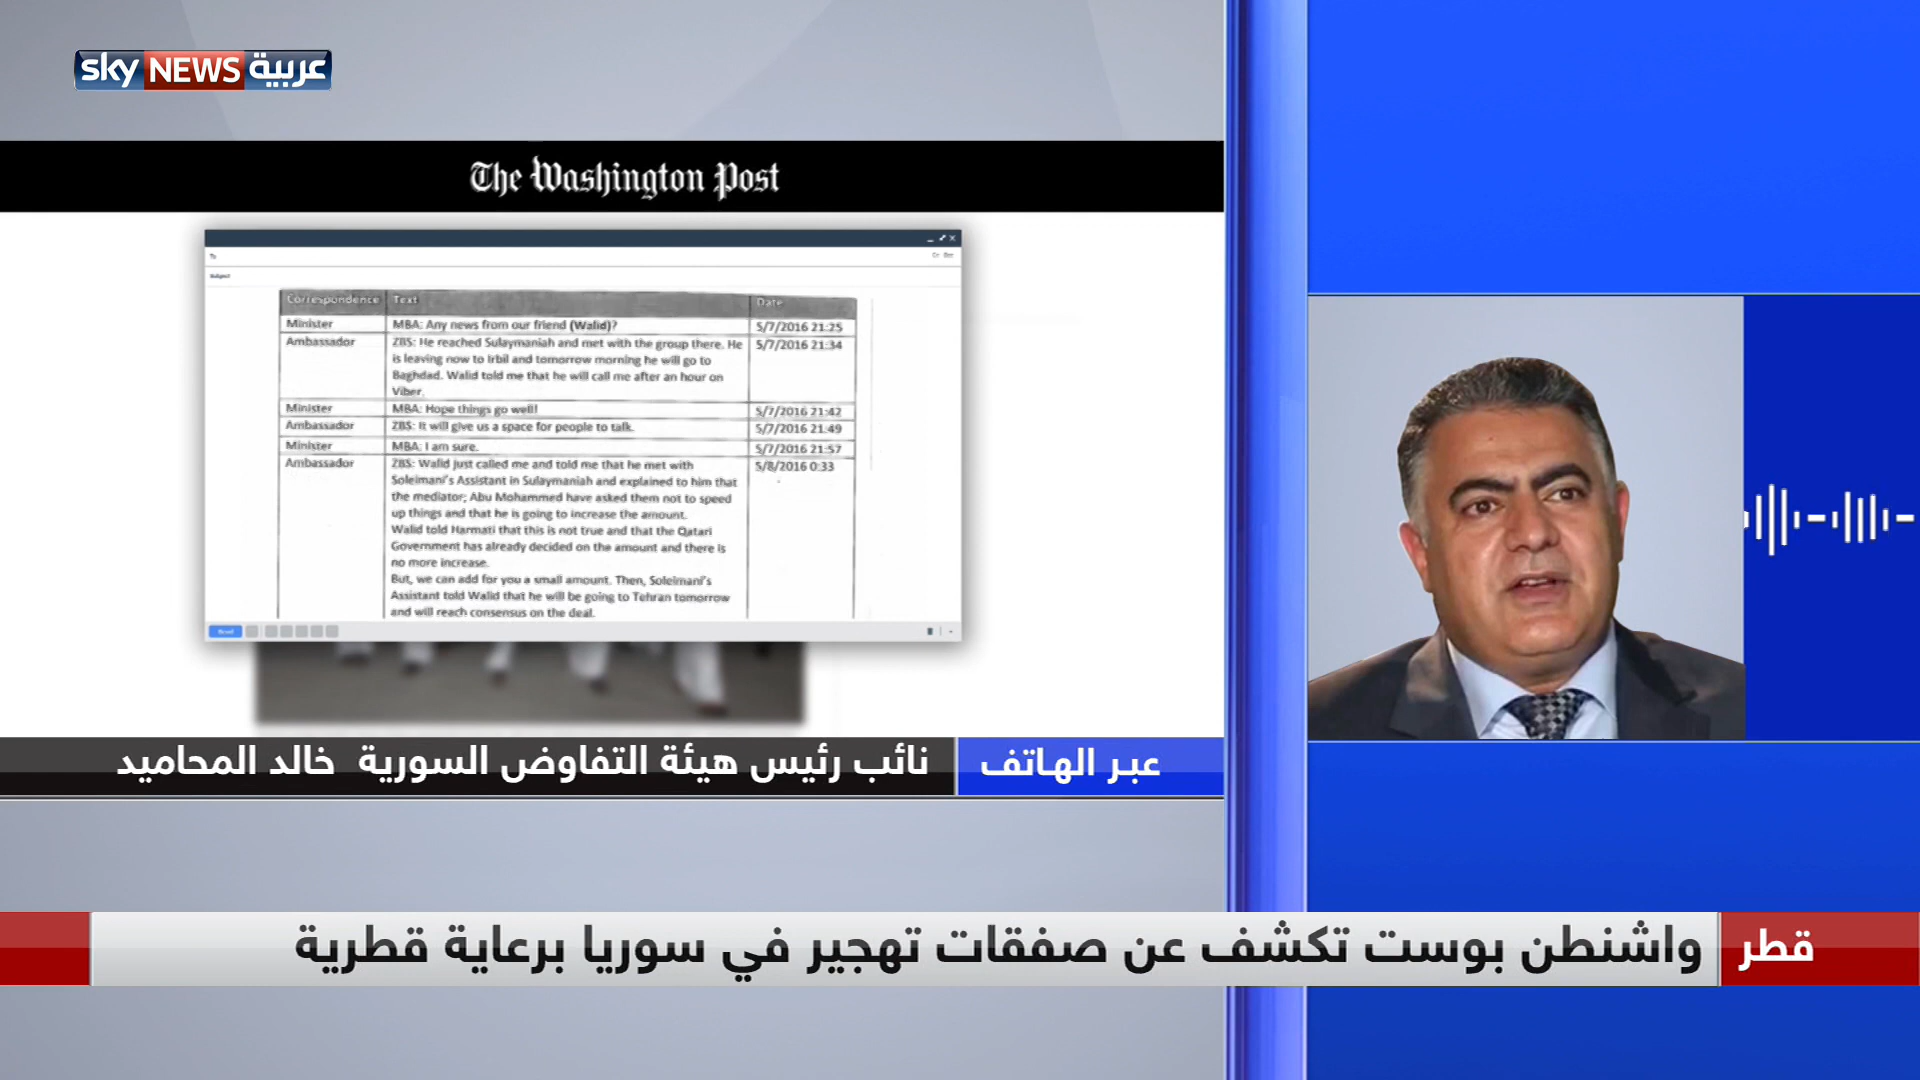 sky NEWS عربية
The Washington Post
To
Cc Bcc
Subject
Correspondence Text Date
Minister MBA: Any news from our friend (Walid)? 5/7/2016 21:25
Ambassador ZBS: He reached Sulaymaniah and met with the group there. He 5/7/2016 21:34
is leaving now to Irbil and tomorrow morning he will go to
Baghdad. Walid told me that he will call me after an hour on
Viber.
Minister MBA: Hope things go well! 5/7/2016 21:42
Ambassador ZBS: It will give us a space for people to talk. 5/7/2016 21:49
Minister MBA: I am sure. 5/7/2016 21:57
Ambassador ZBS: Walid just called me and told me that he met with 5/8/2016 0:33
Soleimani's Assistant in Sulaymaniah and explained to him that
the mediator; Abu Mohammed have asked them not to speed
up things and that he is going to increase the amount.
Walid told Harmati that this is not true and that the Qatari
Government has already decided on the amount and there is
no more increase.
But, we can add for you a small amount. Then, Soleimani's
Assistant told Walid that he will be going to Tehran tomorrow
and will reach consensus on the deal.
عبر الهاتف
نائب رئيس هيئة التفاوض السورية خالد المحاميد
قطر
واشنطن بوست تكشف عن صفقات تهجير في سوريا برعاية قطرية